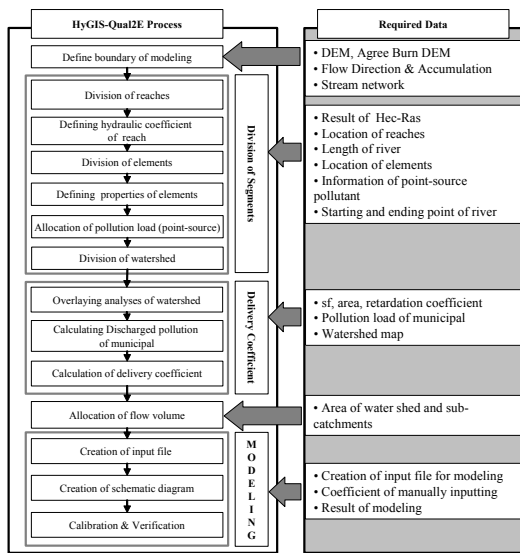 HyGIS-Qual2E Process
Define boundary of modeling
Division of reaches
Defining hydraulic coefficient
of reach
Division of elements
Defining properties of elements
Allocation of pollution load (point-source)
Division of watershed
Division of Segments
Overlaying analyses of watershed
Calculating Discharged pollution
of municipal
Calculation of delivery coefficient
Delivery Coefficient
Allocation of flow volume
Creation of input file
Creation of schematic diagram
Calibration & Verification
MODELING
Required Data
• DEM, Agree Burn DEM
• Flow Direction & Accumulation
• Stream network
• Result of Hec-Ras
• Location of reaches
• Length of river
• Location of elements
• Information of point-source
pollutant
• Starting and ending point of river
• sf, area, retardation coefficient
• Pollution load of municipal
• Watershed map
• Area of water shed and sub-
catchments
• Creation of input file for modeling
• Coefficient of manually inputting
• Result of modeling